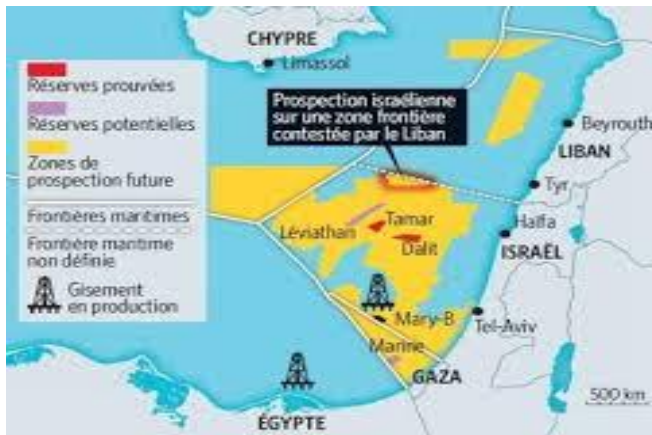 CHYPRE
Limassol
Réserves prouvées
Réserves potentielles
Zones de
prospection future
Frontières maritimes
Frontière maritime
non définie
Gisement
en production
Prospection israélienne
sur une zone frontière
contestée par le Liban
Beyrouth
LIBAN
Tyr
Haïfa
ISRAËL
Léviathan
Tamar
Dalit
Mary-B
Tel-Aviv
Marine
GAZA
ÉGYPTE
500 km